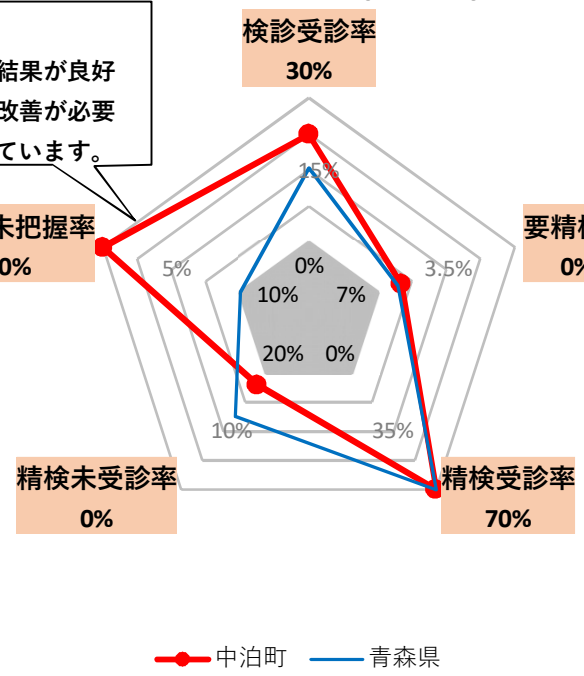 結果が良好
改善が必要
ています。
検診受診率
30%
15%
未把握率
0%
要精検
0%
5%
3.5%
0%
10%
7%
20%
0%
10%
35%
精検未受診率
0%
精検受診率
70%
中泊町
青森県